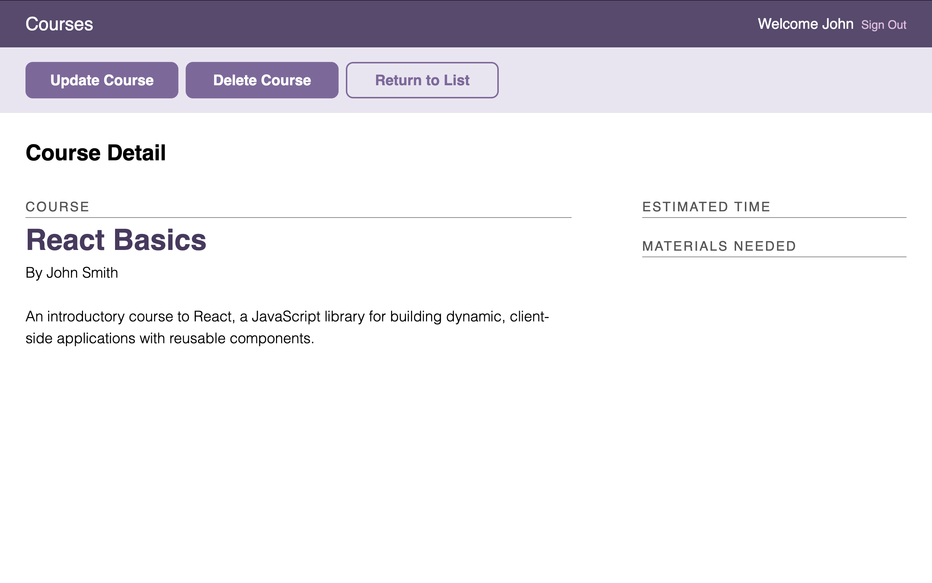 Courses
Welcome John Sign Out
Update Course Delete Course Return to List
Course Detail
COURSE
React Basics
By John Smith
An introductory course to React, a JavaScript library for building dynamic, client-
side applications with reusable components.
ESTIMATED TIME
MATERIALS NEEDED